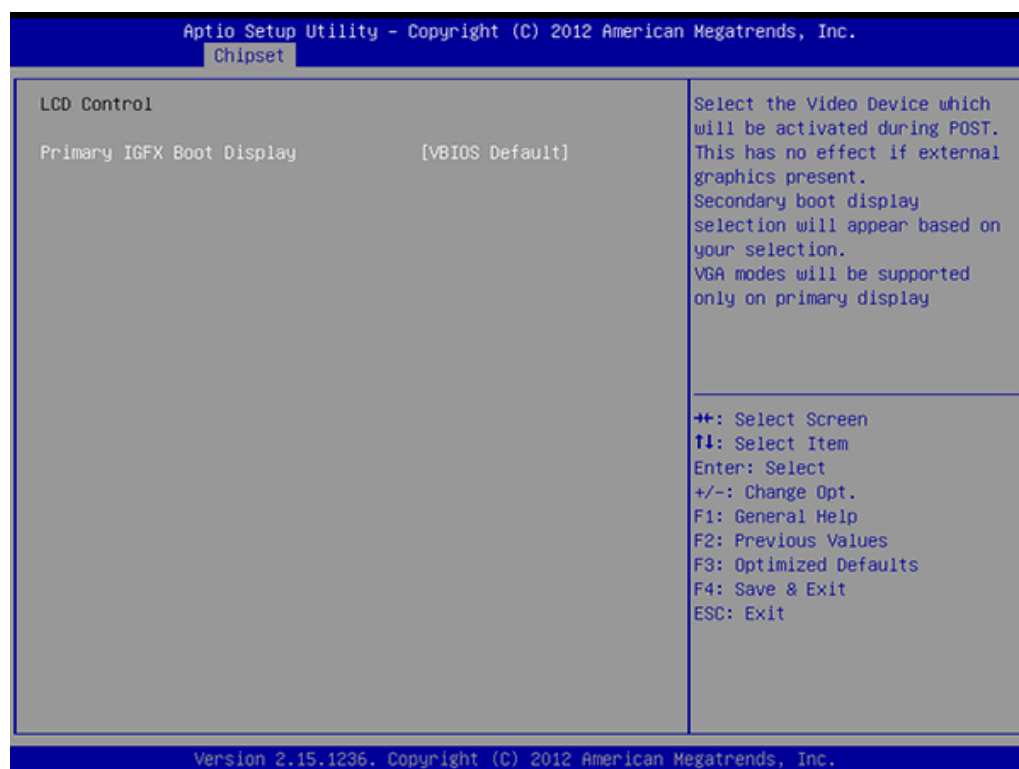 Aptio Setup Utility – Copyright (C) 2012 American Megatrends, Inc.
Chipset
LCD Control
Primary IGFX Boot Display [VBIOS Default]
Select the Video Device which
will be activated during POST.
This has no effect if external
graphics present.
Secondary boot display
selection will appear based on
your selection.
VGA modes will be supported
only on primary display
→←: Select Screen
↑↓: Select Item
Enter: Select
+/-: Change Opt.
F1: General Help
F2: Previous Values
F3: Optimized Defaults
F4: Save & Exit
ESC: Exit
Version 2.15.1236. Copyright (C) 2012 American Megatrends, Inc.